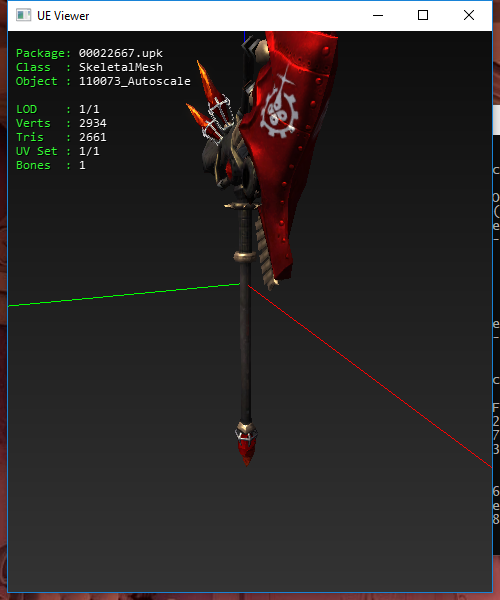 UE Viewer
Package: 00022667.upk
Class  : SkeletalMesh
Object : 110073_Autoscale
LOD    : 1/1
Verts  : 2934
Tris   : 2661
UV Set : 1/1
Bones  : 1